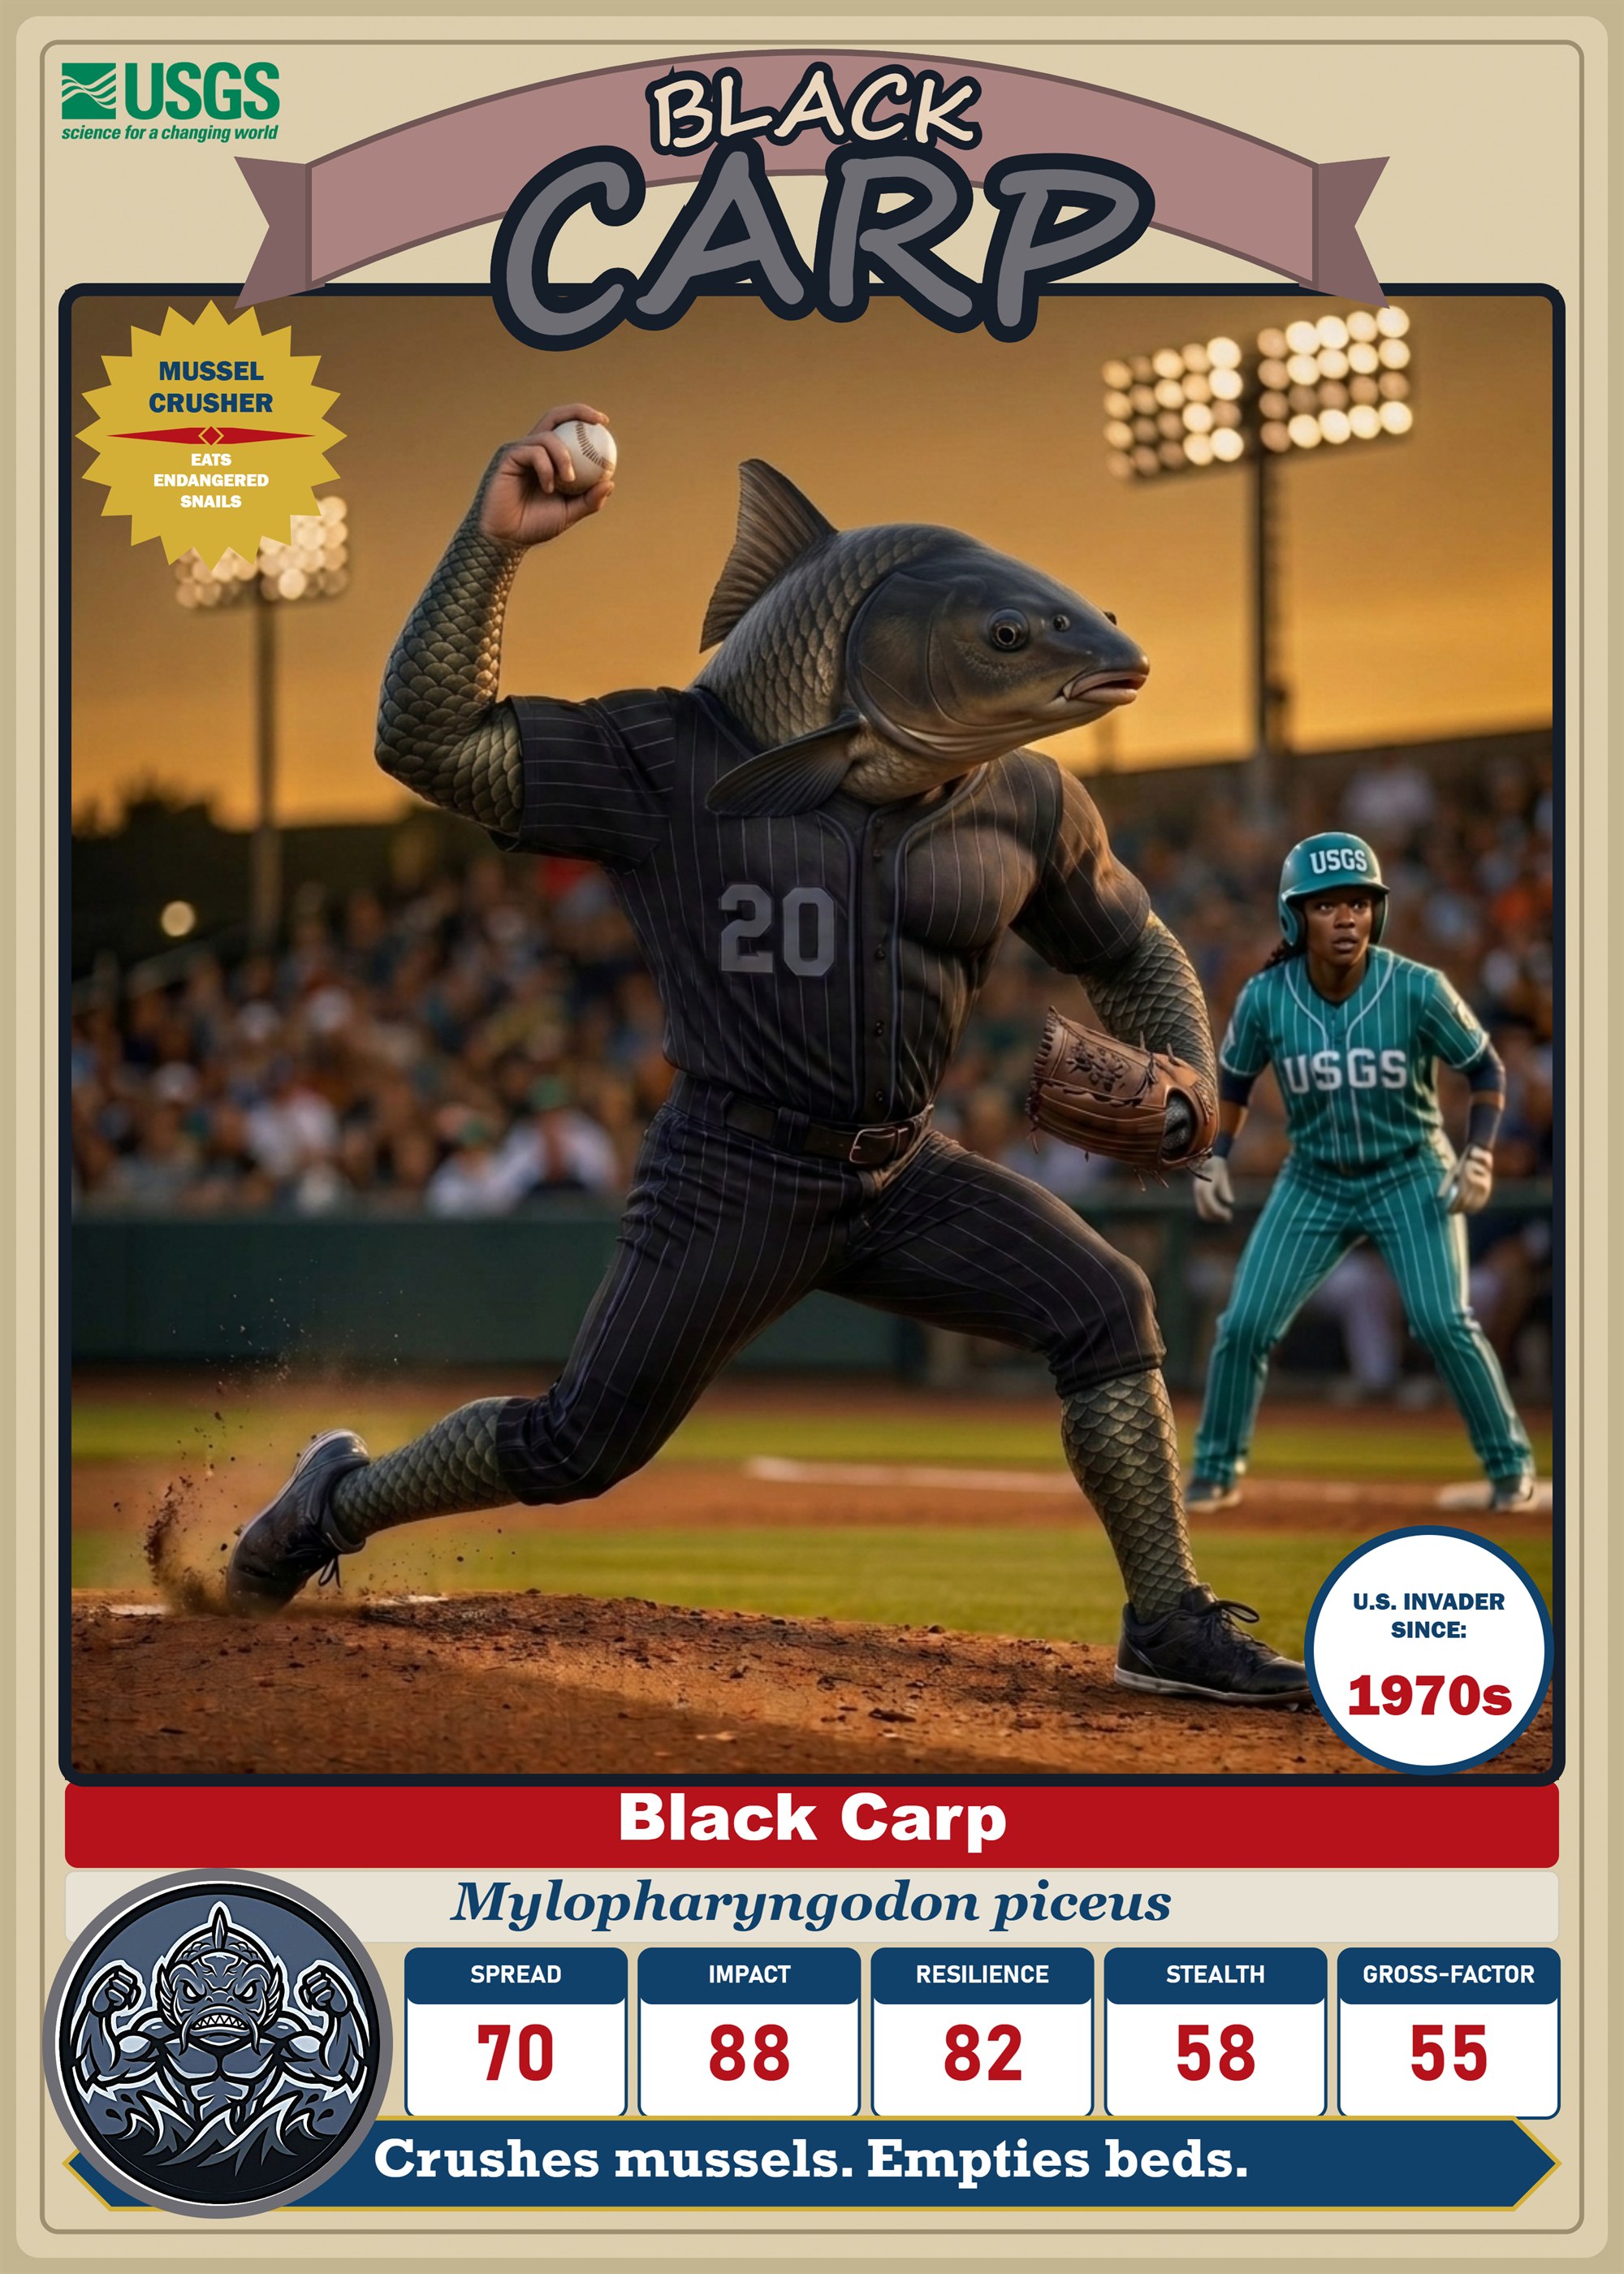 USGS
science for a changing world
BLACK
CARP
MUSSEL
CRUSHER
EATS
ENDANGERED
SNAILS
USGS
20
USGS
U.S. INVADER
SINCE:
1970s
Black Carp
Mylopharyngodon piceus
SPREAD
IMPACT
RESILIENCE
STEALTH
GROSS-FACTOR
70
88
82
58
55
Crushes mussels. Empties beds.